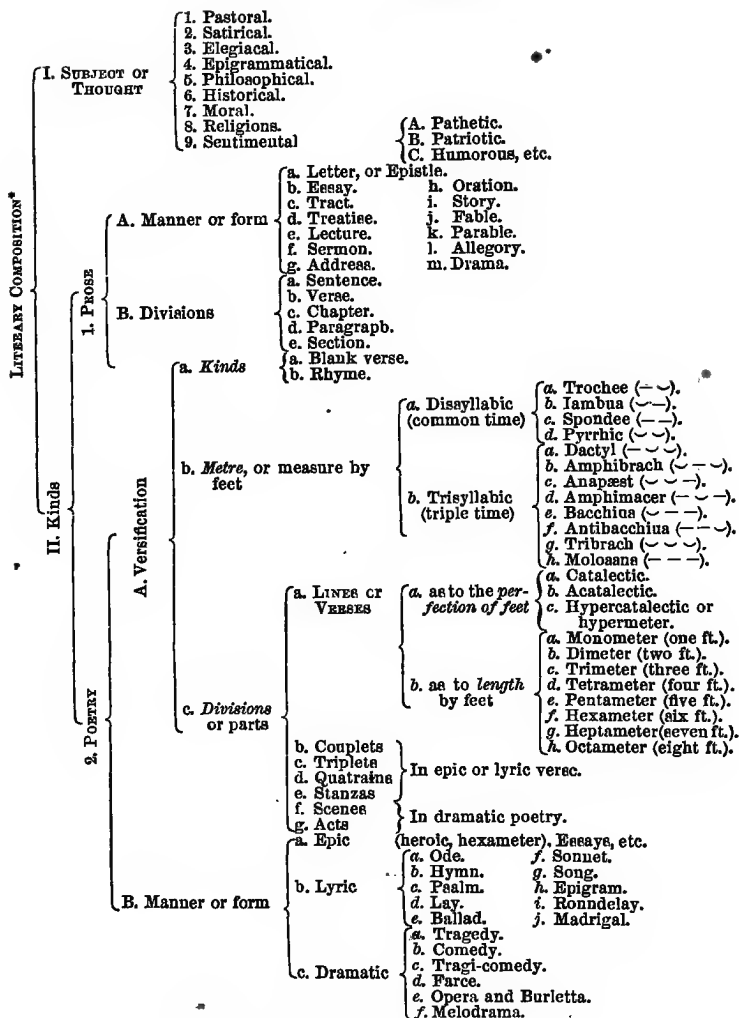 LITERARY COMPOSITION*
I. SUBJECT OR THOUGHT
1. Pastoral.
2. Satirical.
3. Elegiacal.
4. Epigrammatical.
5. Philosophical.
6. Historical.
7. Moral.
8. Religions.
9. Sentimental
A. Pathetic.
B. Patriotic.
C. Humorous, etc.
II. Kinds
1. PROSE
A. Manner or form
a. Letter, or Epistle.
b. Essay.
c. Tract.
d. Treatise.
e. Lecture.
f. Sermon.
g. Address.
h. Oration.
i. Story.
j. Fable.
k. Parable.
l. Allegory.
m. Drama.
B. Divisions
a. Sentence.
b. Verse.
c. Chapter.
d. Paragraph.
e. Section.
2. POETRY
A. Versification
a. Kinds
a. Blank verse.
b. Rhyme.
b. Metre, or measure by
feet
a. Dissyllabic
(common time)
a. Trochee (— ⏑).
b. Iambus (⏑ —).
c. Spondee (— —).
d. Pyrrhic (⏑ ⏑).
b. Trisyllabic
(triple time)
a. Dactyl (— ⏑ ⏑).
b. Amphibrach (⏑ — ⏑).
c. Anapæst (⏑ ⏑ —).
d. Amphimacer (— ⏑ —).
e. Bacchius (⏑ — —).
f. Antibacchius (— — ⏑).
g. Tribrach (⏑ ⏑ ⏑).
h. Molossus (— — —).
c. Divisions
or parts
a. LINES or
VERSES
a. as to the per-
fection of feet
a. Catalectic.
b. Acatalectic.
c. Hypercatalectic or
hypermeter.
b. as to length
by feet
a. Monometer (one ft.).
b. Dimeter (two ft.).
c. Trimeter (three ft.).
d. Tetrameter (four ft.).
e. Pentameter (five ft.).
f. Hexameter (six ft.).
g. Heptameter (seven ft.).
h. Octameter (eight ft.).
b. Couplets
c. Triplets
d. Quatrains
e. Stanzas
In epic or lyric verse.
f. Scenes
g. Acts
In dramatic poetry.
B. Manner or form
a. Epic
(heroic, hexameter), Essays, etc.
b. Lyric
a. Ode.
b. Hymn.
c. Psalm.
d. Lay.
e. Ballad.
f. Sonnet.
g. Song.
h. Epigram.
i. Ronndelay.
j. Madrigal.
c. Dramatic
a. Tragedy.
b. Comedy.
c. Tragi-comedy.
d. Farce.
e. Opera and Burletta.
f. Melodrama.